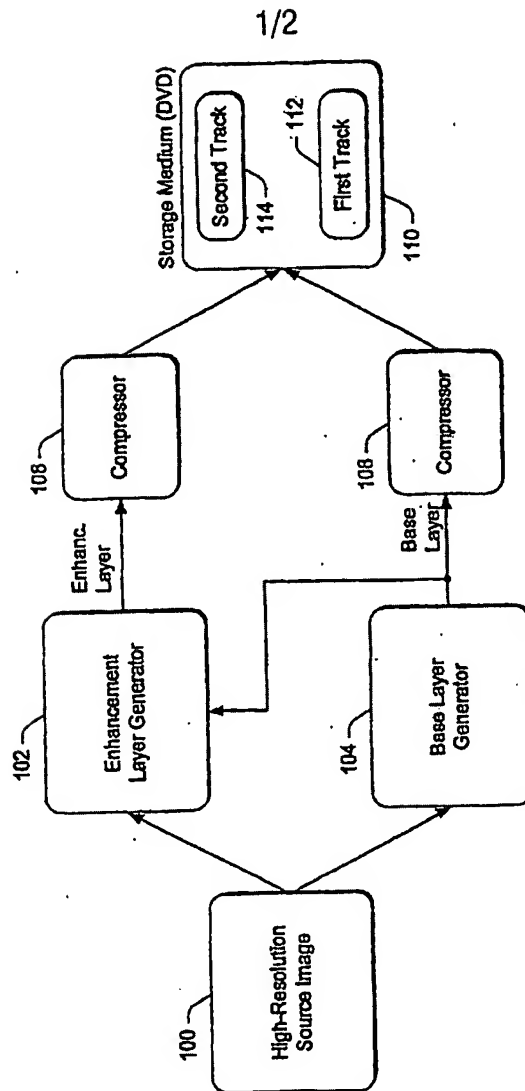 1/2
100
High-Resolution
Source Image
102
Enhancement
Layer Generator
104
Base Layer
Generator
Enhanc.
Layer
Base
Layer
108
Compressor
108
Compressor
Storage Medium (DVD)
Second Track
114
112
First Track
110